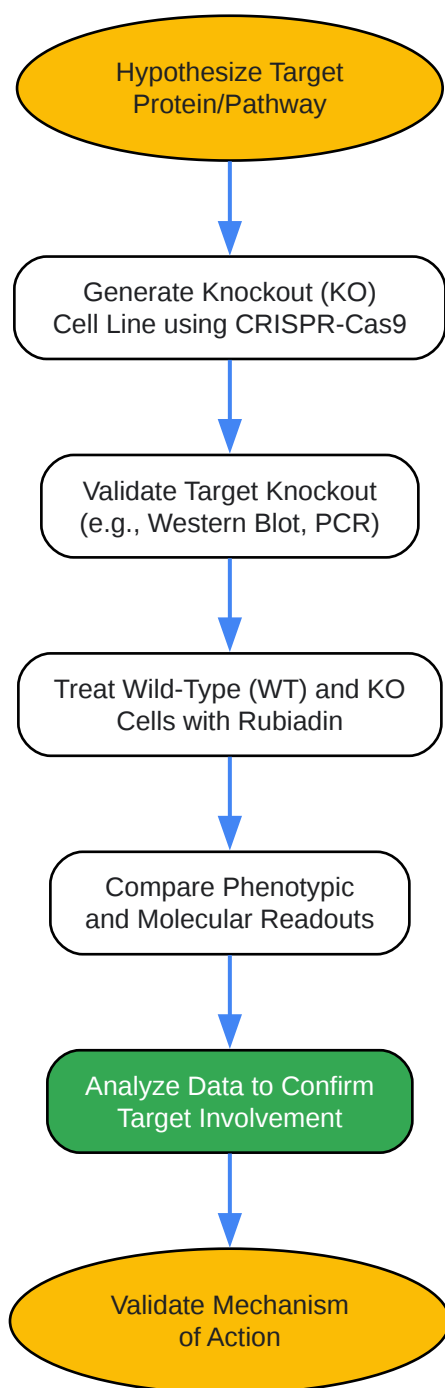 Hypothesize Target
Protein/Pathway
Generate Knockout (KO)
Cell Line using CRISPR-Cas9
Validate Target Knockout
(e.g., Western Blot, PCR)
Treat Wild-Type (WT) and KO
Cells with Rubiadin
Compare Phenotypic
and Molecular Readouts
Analyze Data to Confirm
Target Involvement
Validate Mechanism
of Action